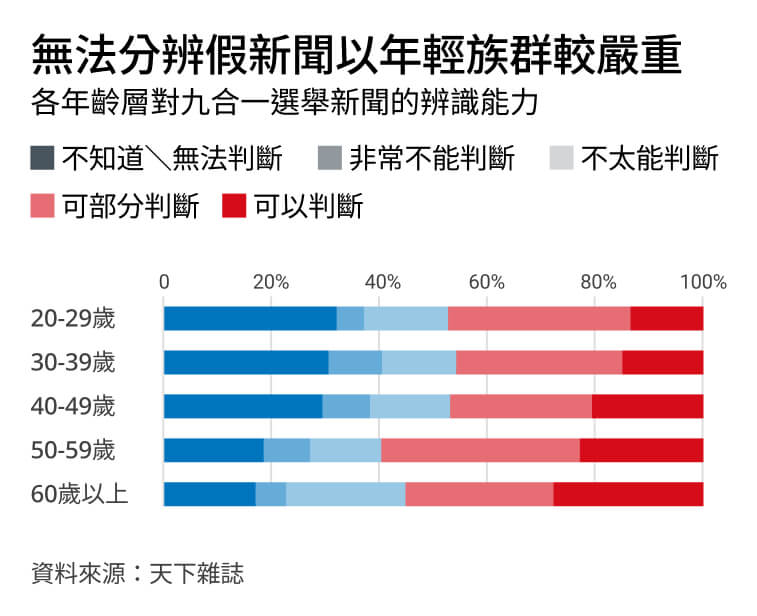 無法分辨假新聞以年輕族群較嚴重
各年齡層對九合一選舉新聞的辨識能力
不知道＼無法判斷 非常不能判斷 不太能判斷
可部分判斷 可以判斷
0 20% 40% 60% 80% 100%
20-29歲
30-39歲
40-49歲
50-59歲
60歲以上
資料來源：天下雜誌